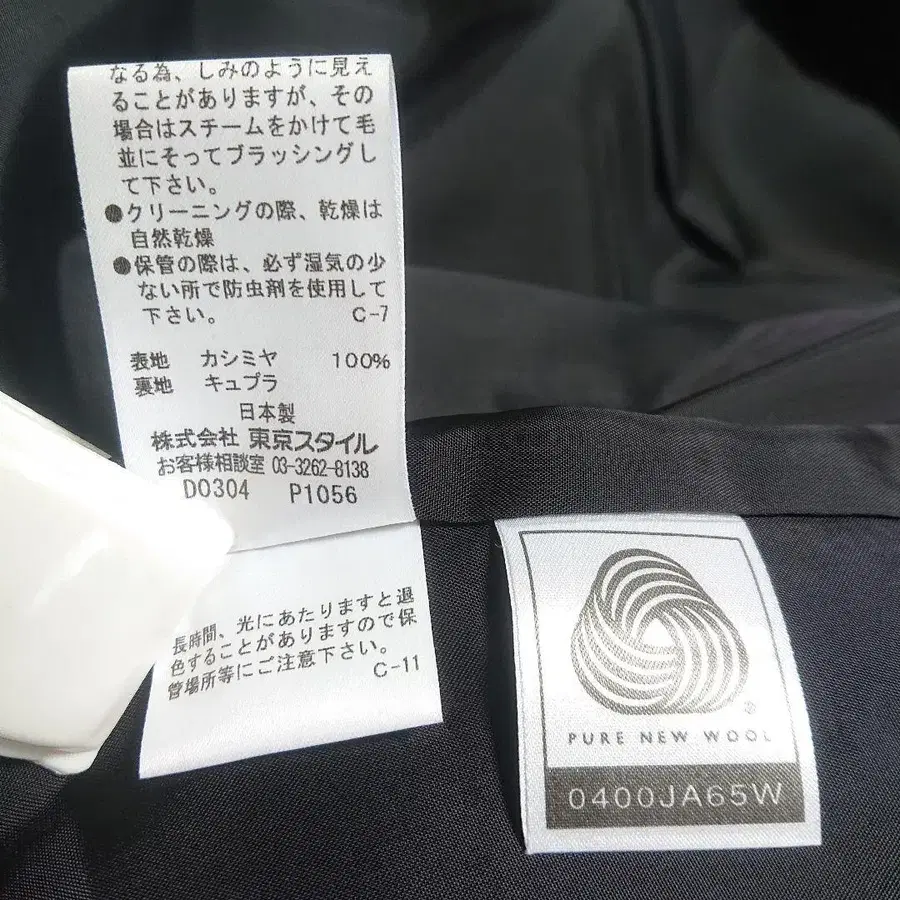 なる為、しみのように見え
ることがありますが、その
場合はスチームをかけて毛
並にそってブラッシングし
て下さい。
●クリーニングの際、乾燥は
自然乾燥
●保管の際は、必ず湿気の少
ない所で防虫剤を使用して
下さい。 C-7
表地 カシミヤ 100%
裏地 キュプラ
日本製
株式会社 東京スタイル
お客様相談室 03-3262-8138
D0304 P1056
長時間、光にあたりますと退
色することがありますので保
管場所等にご注意下さい。
C-11
®
PURE NEW WOOL
0400JA65W